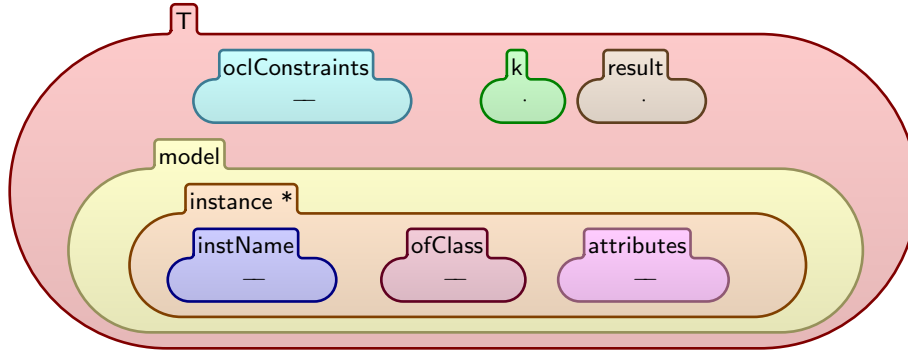 T
oclConstraints k result
— . .
model
instance *
instName ofClass attributes
— — —